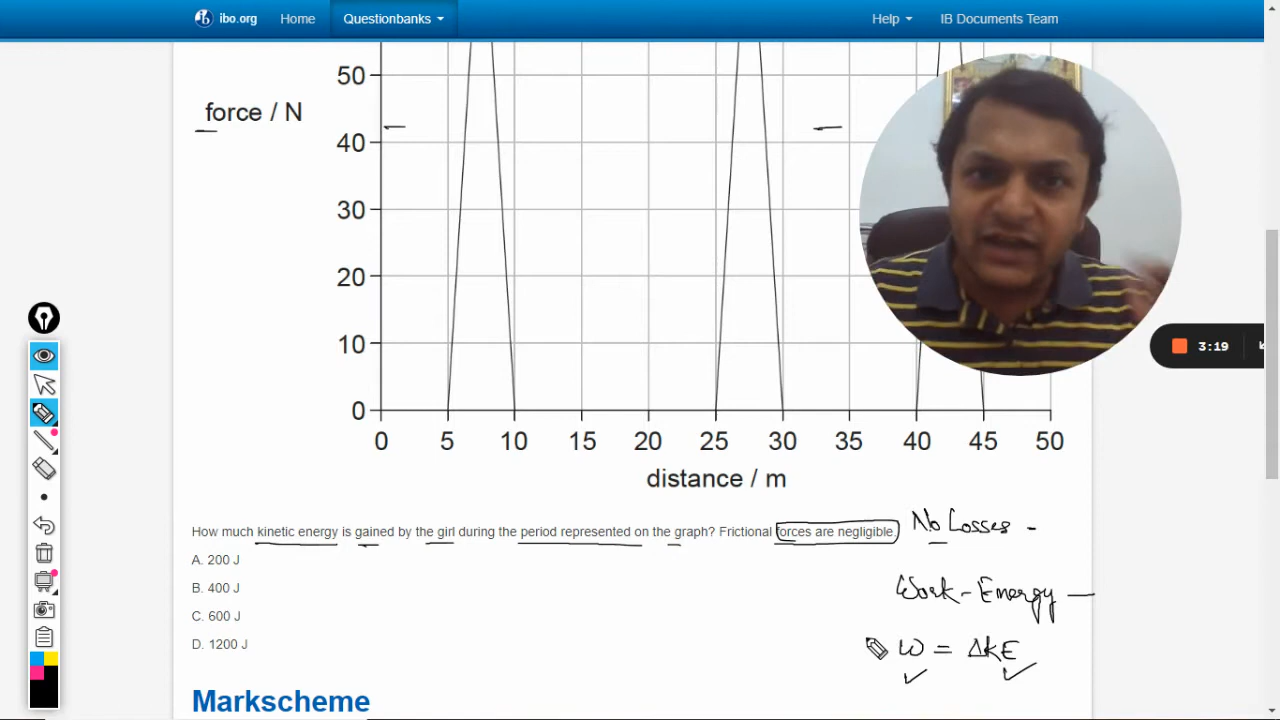 ibo.org Home Questionbanks Help IB Documents Team
50
force / N
40
30
20
10
0
0 5 10 15 20 25 30 35 40 45 50
distance / m
3:19
How much kinetic energy is gained by the girl during the period represented on the graph? Frictional forces are negligible.
No Losses -
A. 200 J
B. 400 J
Work - Energy —
C. 600 J
D. 1200 J
W = ΔKE
Markscheme